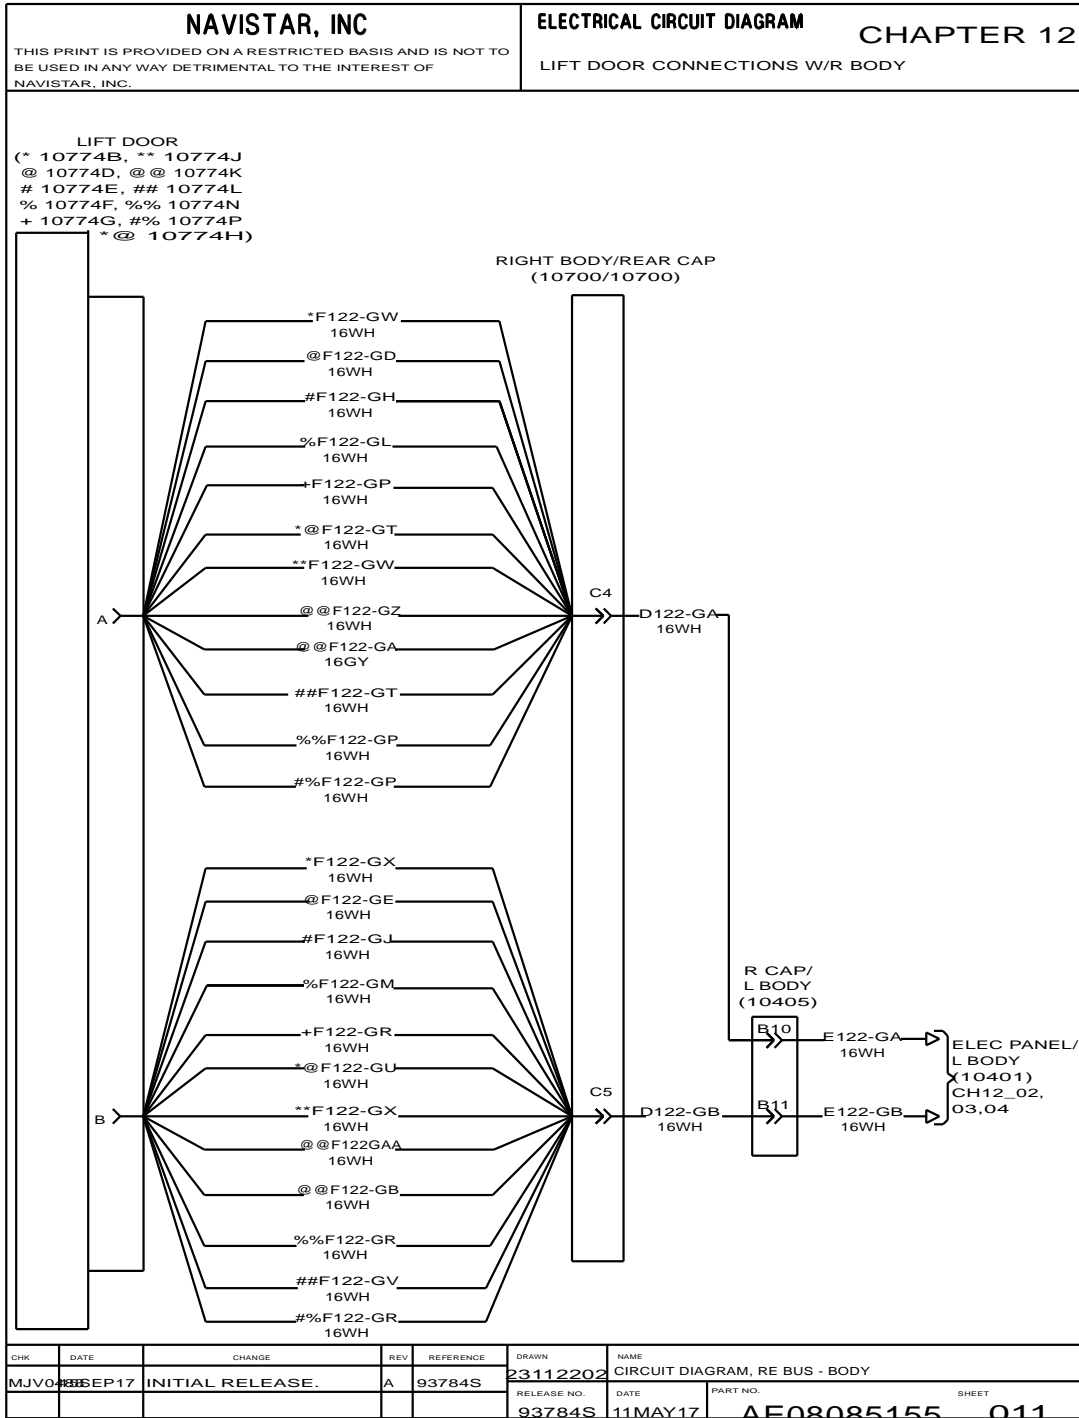 NAVISTAR, INC
THIS PRINT IS PROVIDED ON A RESTRICTED BASIS AND IS NOT TO
BE USED IN ANY WAY DETRIMENTAL TO THE INTEREST OF
NAVISTAR, INC.
ELECTRICAL CIRCUIT DIAGRAM
CHAPTER 12
LIFT DOOR CONNECTIONS W/R BODY
LIFT DOOR
(* 10774B, ** 10774J
@ 10774D, @@ 10774K
# 10774E, ## 10774L
% 10774F, %% 10774N
+ 10774G, #% 10774P
*@ 10774H)
RIGHT BODY/REAR CAP
(10700/10700)
*F122-GW
16WH
@F122-GD
16WH
#F122-GH
16WH
%F122-GL
16WH
+F122-GP
16WH
*@F122-GT
16WH
**F122-GW
16WH
@@F122-GZ
16WH
@@F122-GA
16GY
##F122-GT
16WH
%%F122-GP
16WH
#%F122-GP
16WH
A
C4
D122-GA
16WH
*F122-GX
16WH
@F122-GE
16WH
#F122-GJ
16WH
%F122-GM
16WH
+F122-GR
16WH
*@F122-GU
16WH
**F122-GX
16WH
@@F122GAA
16WH
@@F122-GB
16WH
%%F122-GR
16WH
##F122-GV
16WH
#%F122-GR
16WH
B
C5
D122-GB
16WH
R CAP/
L BODY
(10405)
B10
B11
E122-GA
16WH
E122-GB
16WH
ELEC PANEL/
L BODY
(10401)
CH12_02,
03,04
CHK DATE CHANGE REV REFERENCE
INITIAL RELEASE. A 93784S
DRAWN
23112202
NAME
CIRCUIT DIAGRAM, RE BUS - BODY
RELEASE NO.
93784S
DATE
11MAY17
PART NO.
AE08085155
SHEET
011